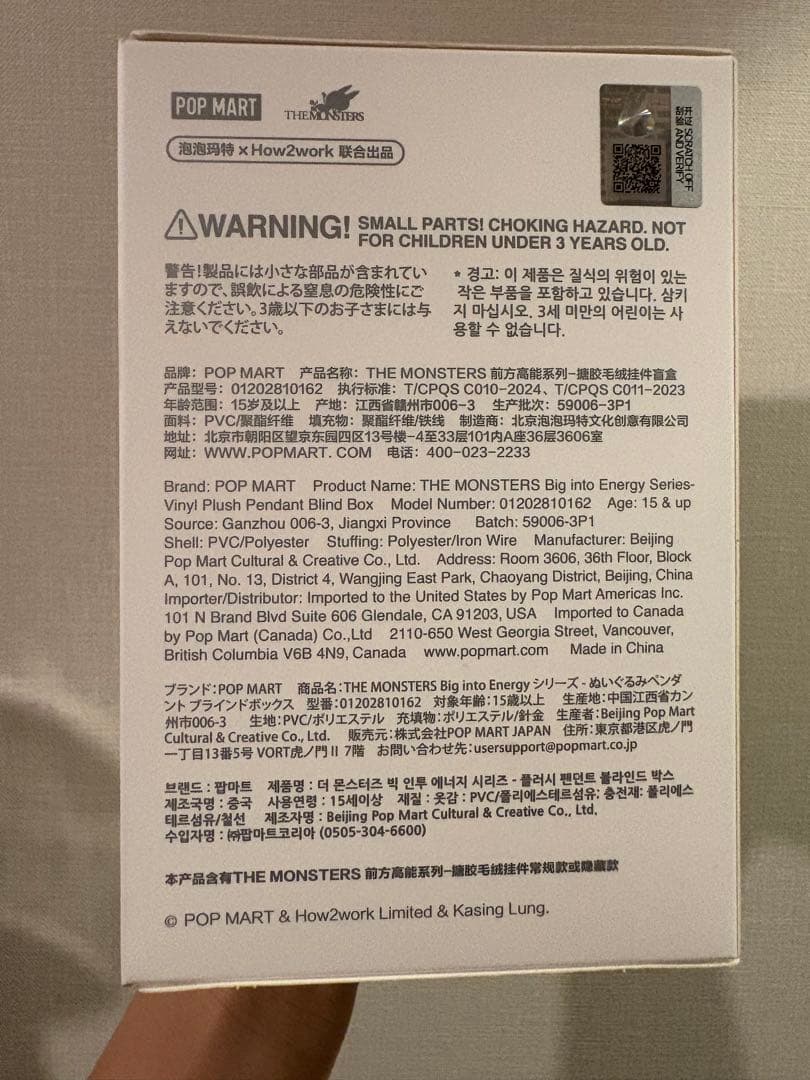 POP MART
THE MONSTERS
泡泡玛特 × How2work 联合出品
开此刮验 SCRATCH OFF
AND VERIFY
WARNING! SMALL PARTS! CHOKING HAZARD. NOT
FOR CHILDREN UNDER 3 YEARS OLD.
警告!製品には小さな部品が含まれてい
ますので、誤飲による窒息の危険性にご
注意ください。3歳以下のお子さまには与
えないでください。
* 경고: 이 제품은 질식의 위험이 있는
작은 부품을 포함하고 있습니다. 삼키
지 마십시오. 3세 미만의 어린이는 사
용할 수 없습니다.
品牌: POP MART 产品名称: THE MONSTERS 前方高能系列-搪胶毛绒挂件盲盒
产品型号: 01202810162 执行标准: T/CPQS C010-2024、T/CPQS C011-2023
年龄范围: 15岁及以上 产地: 江西省赣州市006-3 生产批次: 59006-3P1
面料: PVC/聚酯纤维 填充物: 聚酯纤维/铁线 制造商: 北京泡泡玛特文化创意有限公司
地址: 北京市朝阳区望京东园四区13号楼-4至33层101内A座36层3606室
网址: WWW.POPMART. COM 电话: 400-023-2233
Brand: POP MART Product Name: THE MONSTERS Big into Energy Series-
Vinyl Plush Pendant Blind Box Model Number: 01202810162 Age: 15 & up
Source: Ganzhou 006-3, Jiangxi Province Batch: 59006-3P1
Shell: PVC/Polyester Stuffing: Polyester/Iron Wire Manufacturer: Beijing
Pop Mart Cultural & Creative Co., Ltd. Address: Room 3606, 36th Floor, Block
A, 101, No. 13, District 4, Wangjing East Park, Chaoyang District, Beijing, China
Importer/Distributor: Imported to the United States by Pop Mart Americas Inc.
101 N Brand Blvd Suite 606 Glendale, CA 91203, USA Imported to Canada
by Pop Mart (Canada) Co.,Ltd 2110-650 West Georgia Street, Vancouver,
British Columbia V6B 4N9, Canada www.popmart.com Made in China
ブランド:POP MART 商品名:THE MONSTERS Big into Energy シリーズ - ぬいぐるみペンダ
ント ブラインドボックス 型番:01202810162 対象年齢:15歳以上 生産地:中国江西省カン
州市006-3 生地:PVC/ポリエステル 充填物:ポリエステル/針金 生産者:Beijing Pop Mart
Cultural & Creative Co., Ltd. 販売元:株式会社POP MART JAPAN 住所:東京都港区虎ノ門
一丁目13番5号 VORT虎ノ門Ⅱ 7階 お問い合わせ先:usersupport@popmart.co.jp
브랜드 : 팝마트 제품명 : 더 몬스터즈 빅 인투 에너지 시리즈 - 플러시 펜던트 블라인드 박스
제조국명 : 중국 사용연령 : 15세이상 재질 : 옷감 : PVC/폴리에스테르섬유; 충전재: 폴리에스
테르섬유/철선 제조자명 : Beijing Pop Mart Cultural & Creative Co., Ltd.
수입자명 : ㈜팝마트코리아 (0505-304-6600)
本产品含有THE MONSTERS 前方高能系列-搪胶毛绒挂件常规款或隐藏款
© POP MART & How2work Limited & Kasing Lung.